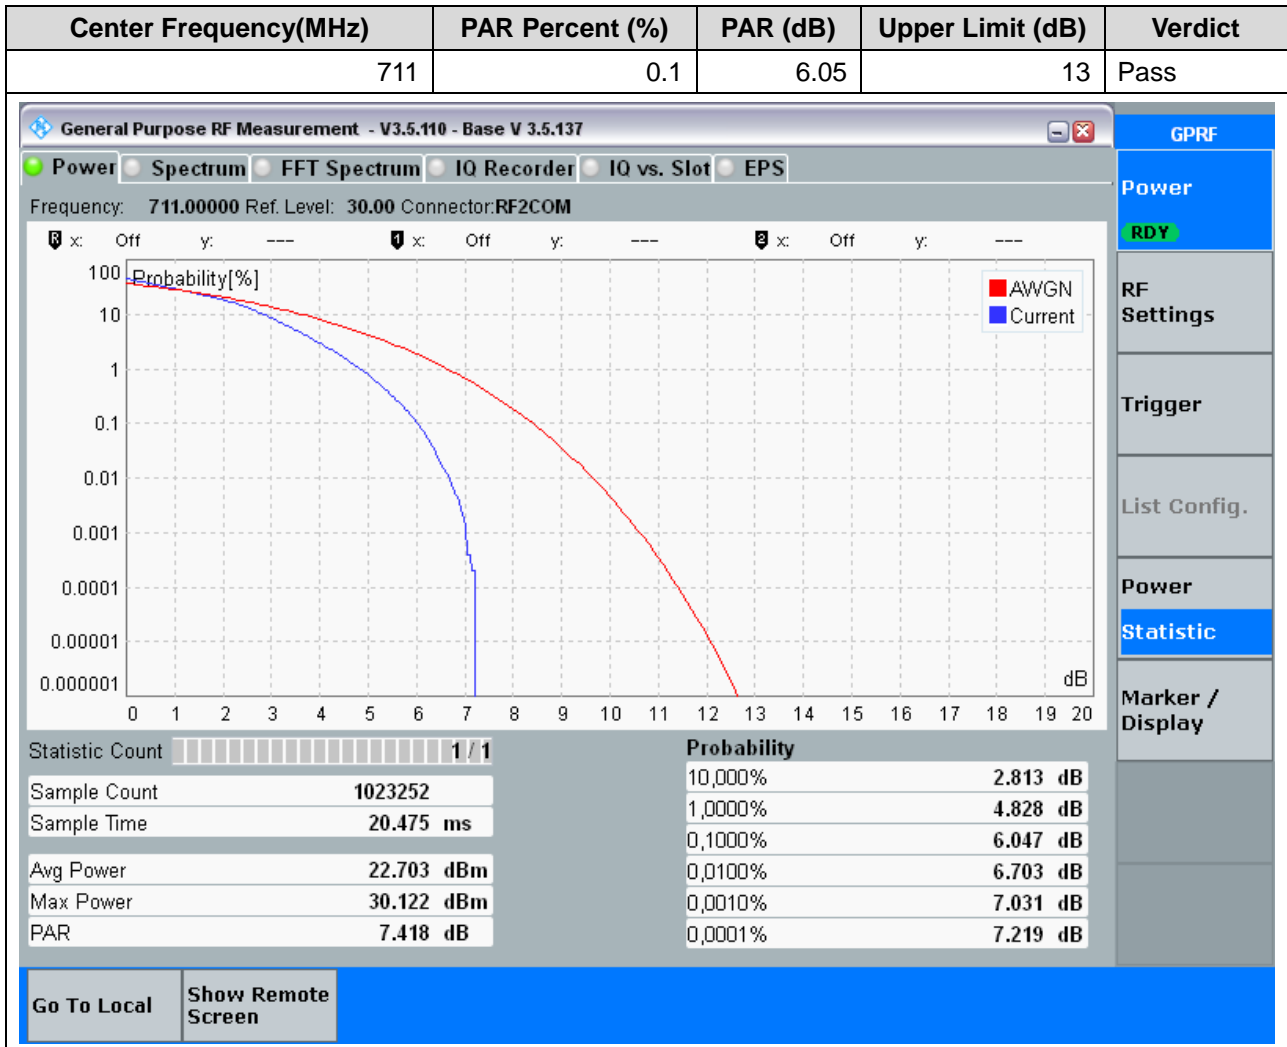 Center Frequency(MHz) PAR Percent (%) PAR (dB) Upper Limit (dB) Verdict
711 0.1 6.05 13 Pass
General Purpose RF Measurement - V3.5.110 - Base V 3.5.137
GPRF
Power Spectrum FFT Spectrum IQ Recorder IQ vs. Slot EPS
Power
RDY
Frequency: 711.00000 Ref. Level: 30.00 Connector:RF2COM
R x: Off y: --- 1 x: Off y: --- 2 x: Off y: ---
Probability[%]
AWGN
Current
100
10
1
0.1
0.01
0.001
0.0001
0.00001
0.000001
dB
0 1 2 3 4 5 6 7 8 9 10 11 12 13 14 15 16 17 18 19 20
RF
Settings
Trigger
List Config.
Power
Statistic
Marker /
Display
Statistic Count 1 / 1
Sample Count 1023252
Sample Time 20.475 ms
Avg Power 22.703 dBm
Max Power 30.122 dBm
PAR 7.418 dB
Probability
10,000% 2.813 dB
1,0000% 4.828 dB
0,1000% 6.047 dB
0,0100% 6.703 dB
0,0010% 7.031 dB
0,0001% 7.219 dB
Go To Local
Show Remote
Screen